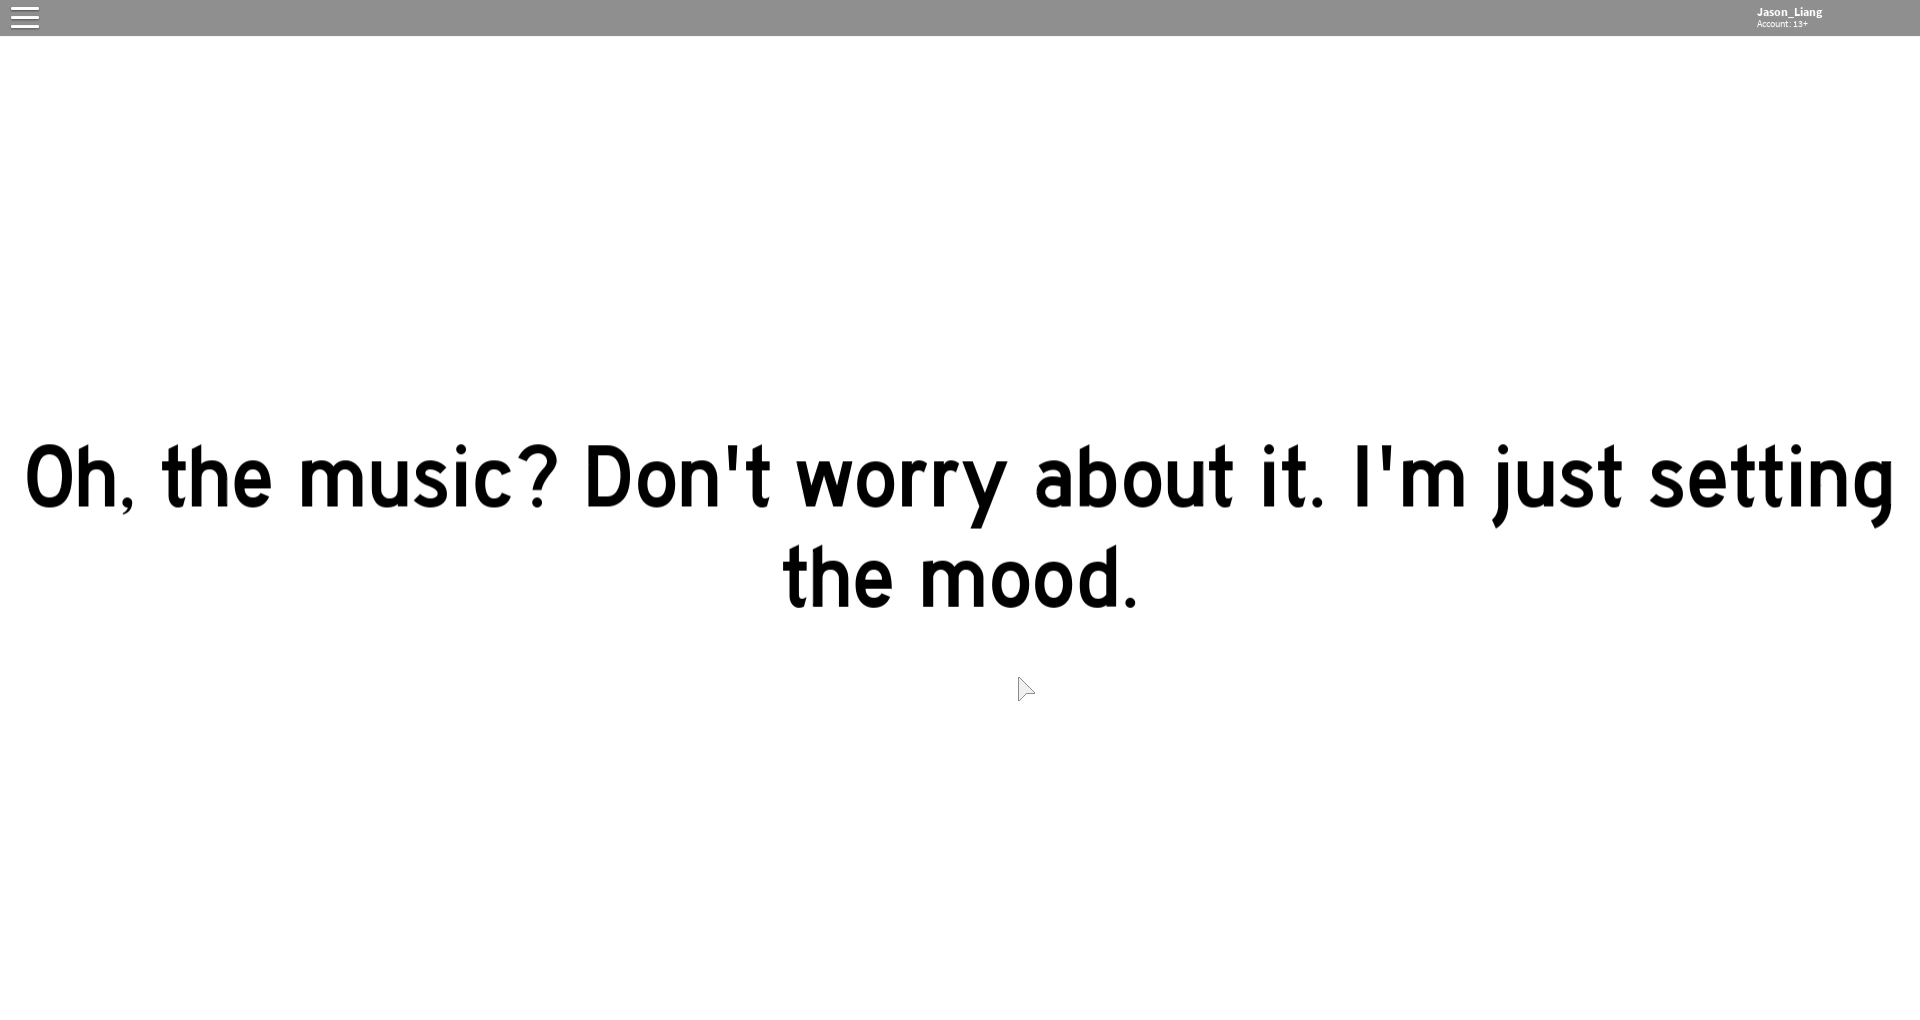 Jason_Liang
Account: 13+
Oh, the music? Don't worry about it. I'm just setting
the mood.